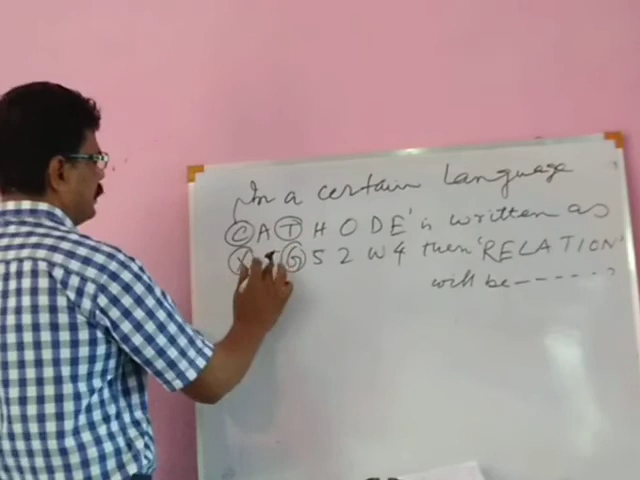 In a certain Language
'CATHODE' is written as
X G 5 2 W 4 then 'RELATION'
will be ------?